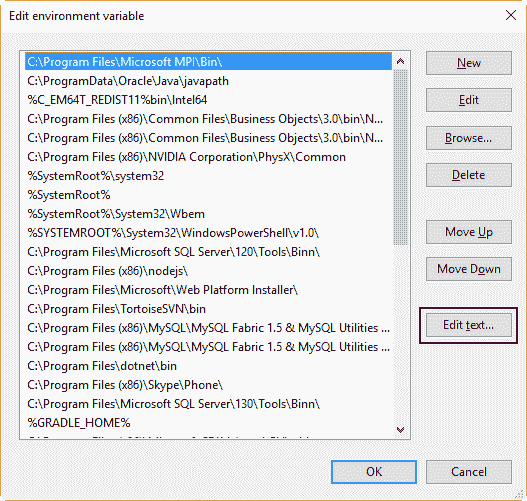 Edit environment variable
C:\Program Files\Microsoft MPI\Bin\
C:\ProgramData\Oracle\Java\javapath
%C_EM64T_REDIST11%bin\Intel64
C:\Program Files (x86)\Common Files\Business Objects\3.0\bin\N...
C:\Program Files (x86)\Common Files\Business Objects\3.0\bin\N...
C:\Program Files (x86)\NVIDIA Corporation\PhysX\Common
%SystemRoot%\system32
%SystemRoot%
%SystemRoot%\System32\Wbem
%SYSTEMROOT%\System32\WindowsPowerShell\v1.0\
C:\Program Files\Microsoft SQL Server\120\Tools\Binn\
C:\Program Files (x86)\nodejs\
C:\Program Files\Microsoft\Web Platform Installer\
C:\Program Files\TortoiseSVN\bin
C:\Program Files (x86)\MySQL\MySQL Fabric 1.5 & MySQL Utilities ...
C:\Program Files (x86)\MySQL\MySQL Fabric 1.5 & MySQL Utilities ...
C:\Program Files\dotnet\bin
C:\Program Files (x86)\Skype\Phone\
C:\Program Files\Microsoft SQL Server\130\Tools\Binn\
%GRADLE_HOME%
New
Edit
Browse...
Delete
Move Up
Move Down
Edit text...
OK
Cancel